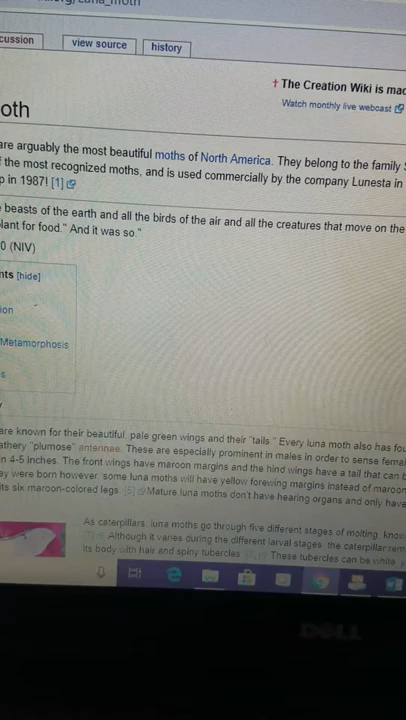 cussion view source history
† The Creation Wiki is mad
Watch monthly live webcast
oth
are arguably the most beautiful moths of North America. They belong to the family
f the most recognized moths, and is used commercially by the company Lunesta in
p in 1987! [1]
beasts of the earth and all the birds of the air and all the creatures that move on the
lant for food." And it was so."
0 (NIV)
nts [hide]
ion
Metamorphosis
s
y
are known for their beautiful, pale green wings and their "tails." Every luna moth also has fou
athery "plumose" antennae. These are especially prominent in males in order to sense femal
n 4-5 inches. The front wings have maroon margins and the hind wings have a tail that can b
ey were born however, some luna moths will have yellow forewing margins instead of maroon
its six maroon-colored legs. [5] Mature luna moths don't have hearing organs and only have
As caterpillars, luna moths go through five different stages of molting, know
Although it varies during the different larval stages, the caterpillar rem
its body with hair and spiny tubercles. These tubercles can be white, y
DELL